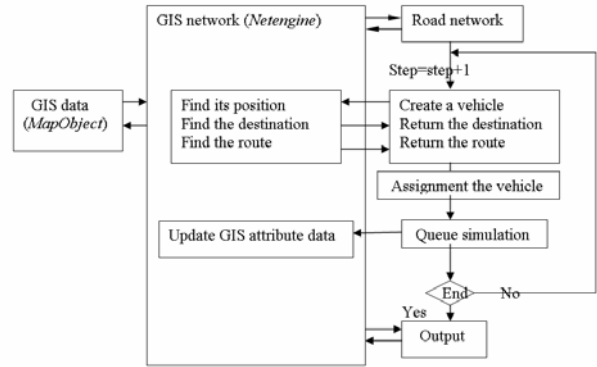 GIS network (Netengine)
Road network
Step=step+1
GIS data
(MapObject)
Find its position
Find the destination
Find the route
Create a vehicle
Return the destination
Return the route
Assignment the vehicle
Update GIS attribute data
Queue simulation
End
No
Yes
Output